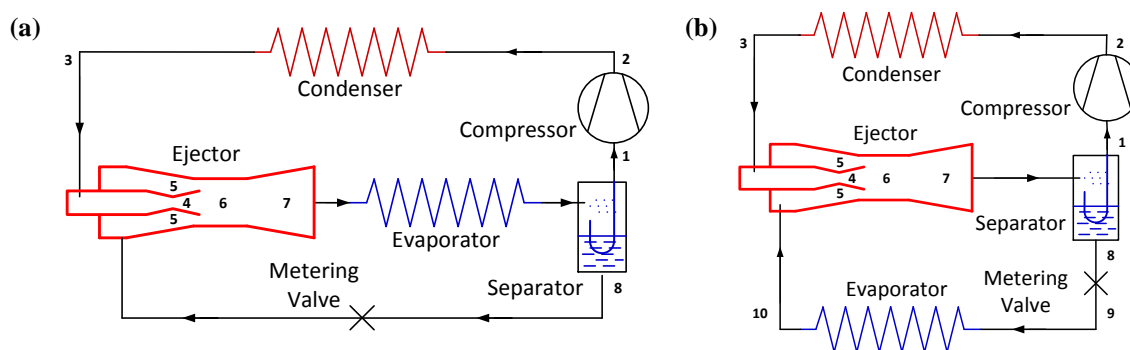 (a)
3
2
Condenser
Compressor
1
Ejector
5
4
6
7
5
Evaporator
Metering
Valve
Separator
8
(b)
3
2
Condenser
Compressor
1
Ejector
5
4
6
7
5
Separator
8
Metering
Valve
Evaporator
10
9